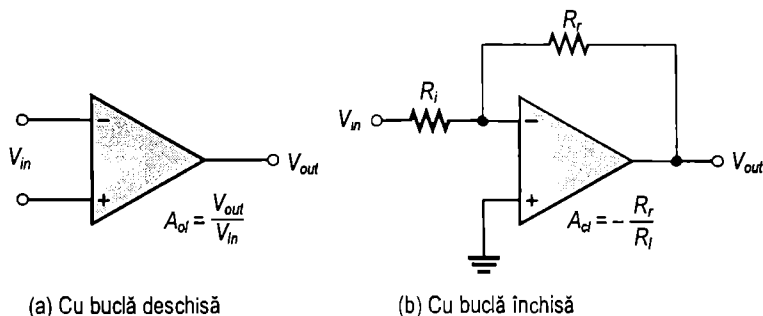 R_r
R_i
V_in
−
+
V_out
A_ol = V_out / V_in
V_in
−
+
V_out
A_cl = − R_r / R_i
(a) Cu buclă deschisă
(b) Cu buclă închisă